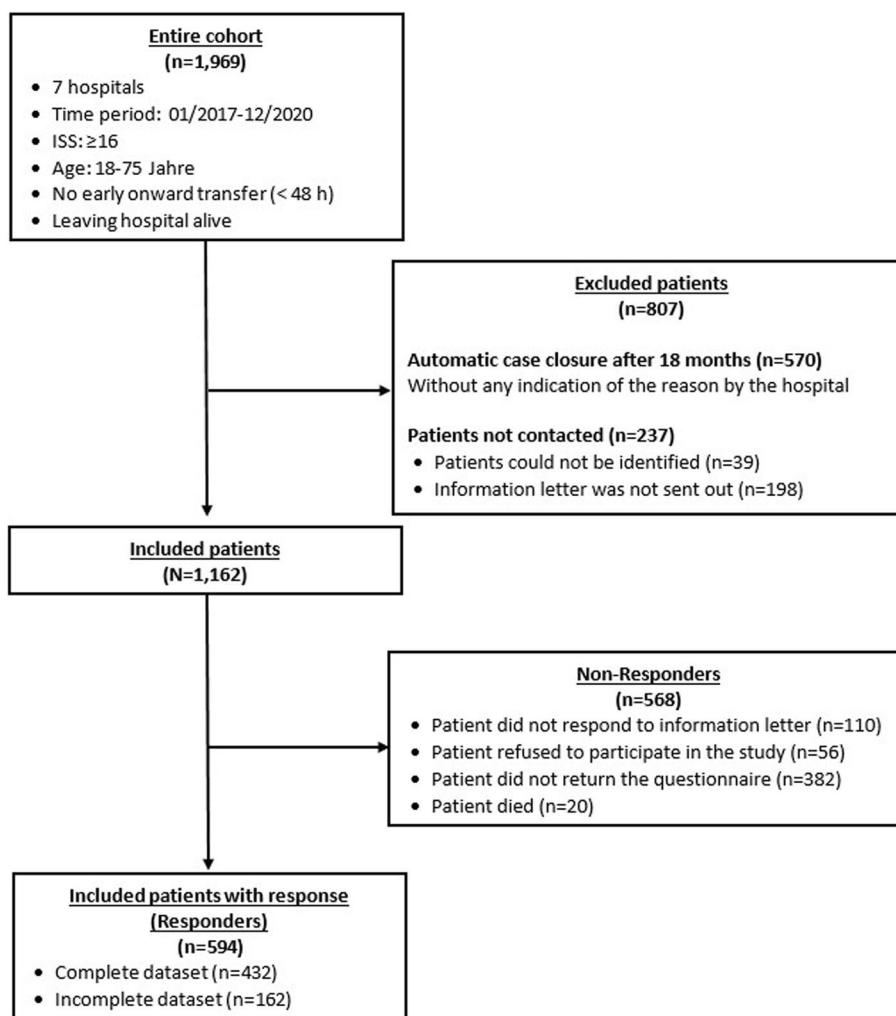 Entire cohort
(n=1,969)
• 7 hospitals
• Time period: 01/2017-12/2020
• ISS: ≥16
• Age: 18-75 Jahre
• No early onward transfer (< 48 h)
• Leaving hospital alive
Excluded patients
(n=807)
Automatic case closure after 18 months (n=570)
Without any indication of the reason by the hospital
Patients not contacted (n=237)
• Patients could not be identified (n=39)
• Information letter was not sent out (n=198)
Included patients
(N=1,162)
Non-Responders
(n=568)
• Patient did not respond to information letter (n=110)
• Patient refused to participate in the study (n=56)
• Patient did not return the questionnaire (n=382)
• Patient died (n=20)
Included patients with response
(Responders)
(n=594)
• Complete dataset (n=432)
• Incomplete dataset (n=162)